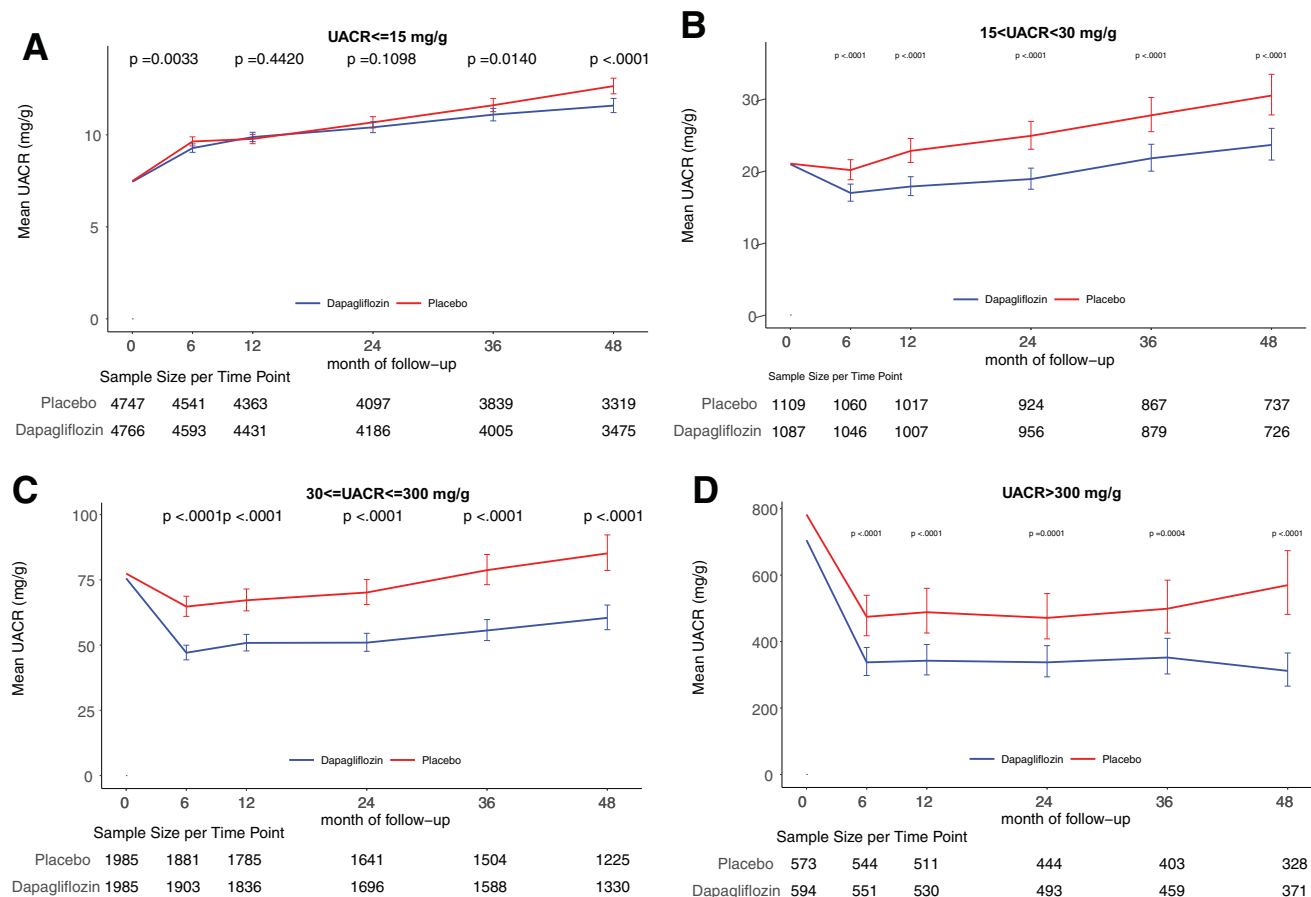 A
UACR<=15 mg/g
p =0.0033 p =0.4420 p =0.1098 p =0.0140 p <.0001
Mean UACR (mg/g)
10
5
0
Dapagliflozin Placebo
0 6 12 24 36 48
month of follow−up
Sample Size per Time Point
Placebo 4747 4541 4363 4097 3839 3319
Dapagliflozin 4766 4593 4431 4186 4005 3475
B
15<UACR<30 mg/g
p <.0001 p <.0001 p <.0001 p <.0001 p <.0001
Mean UACR (mg/g)
30
20
10
0
Dapagliflozin Placebo
0 6 12 24 36 48
month of follow−up
Sample Size per Time Point
Placebo 1109 1060 1017 924 867 737
Dapagliflozin 1087 1046 1007 956 879 726
C
30<=UACR<=300 mg/g
p <.0001 p <.0001 p <.0001 p <.0001 p <.0001
Mean UACR (mg/g)
100
75
50
25
0
Dapagliflozin Placebo
0 6 12 24 36 48
month of follow−up
Sample Size per Time Point
Placebo 1985 1881 1785 1641 1504 1225
Dapagliflozin 1985 1903 1836 1696 1588 1330
D
UACR>300 mg/g
p <.0001 p <.0001 p =0.0001 p =0.0004 p <.0001
Mean UACR (mg/g)
800
600
400
200
0
Dapagliflozin Placebo
0 6 12 24 36 48
month of follow−up
Sample Size per Time Point
Placebo 573 544 511 444 403 328
Dapagliflozin 594 551 530 493 459 371